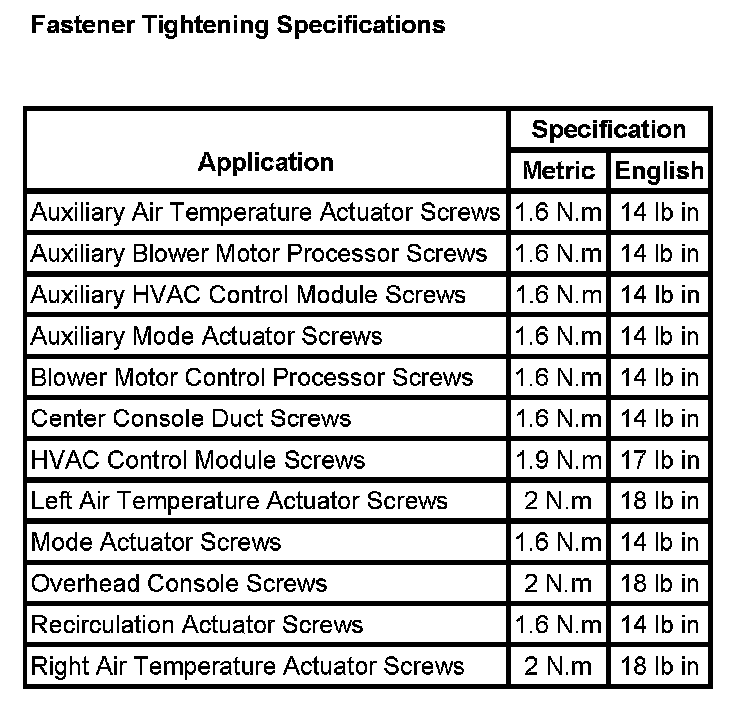 Fastener Tightening Specifications
Application
Specification
Metric English
Auxiliary Air Temperature Actuator Screws 1.6 N.m 14 lb in
Auxiliary Blower Motor Processor Screws 1.6 N.m 14 lb in
Auxiliary HVAC Control Module Screws 1.6 N.m 14 lb in
Auxiliary Mode Actuator Screws 1.6 N.m 14 lb in
Blower Motor Control Processor Screws 1.6 N.m 14 lb in
Center Console Duct Screws 1.6 N.m 14 lb in
HVAC Control Module Screws 1.9 N.m 17 lb in
Left Air Temperature Actuator Screws 2 N.m 18 lb in
Mode Actuator Screws 1.6 N.m 14 lb in
Overhead Console Screws 2 N.m 18 lb in
Recirculation Actuator Screws 1.6 N.m 14 lb in
Right Air Temperature Actuator Screws 2 N.m 18 lb in